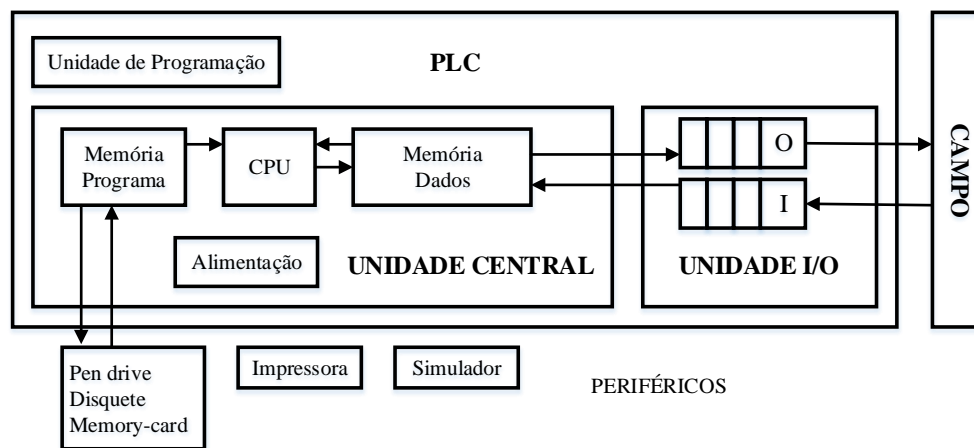 Unidade de Programação
PLC
Memória
Programa
CPU
Memória
Dados
O
I
CAMPO
Alimentação
UNIDADE CENTRAL
UNIDADE I/O
Pen drive
Disquete
Memory-card
Impressora
Simulador
PERIFÉRICOS